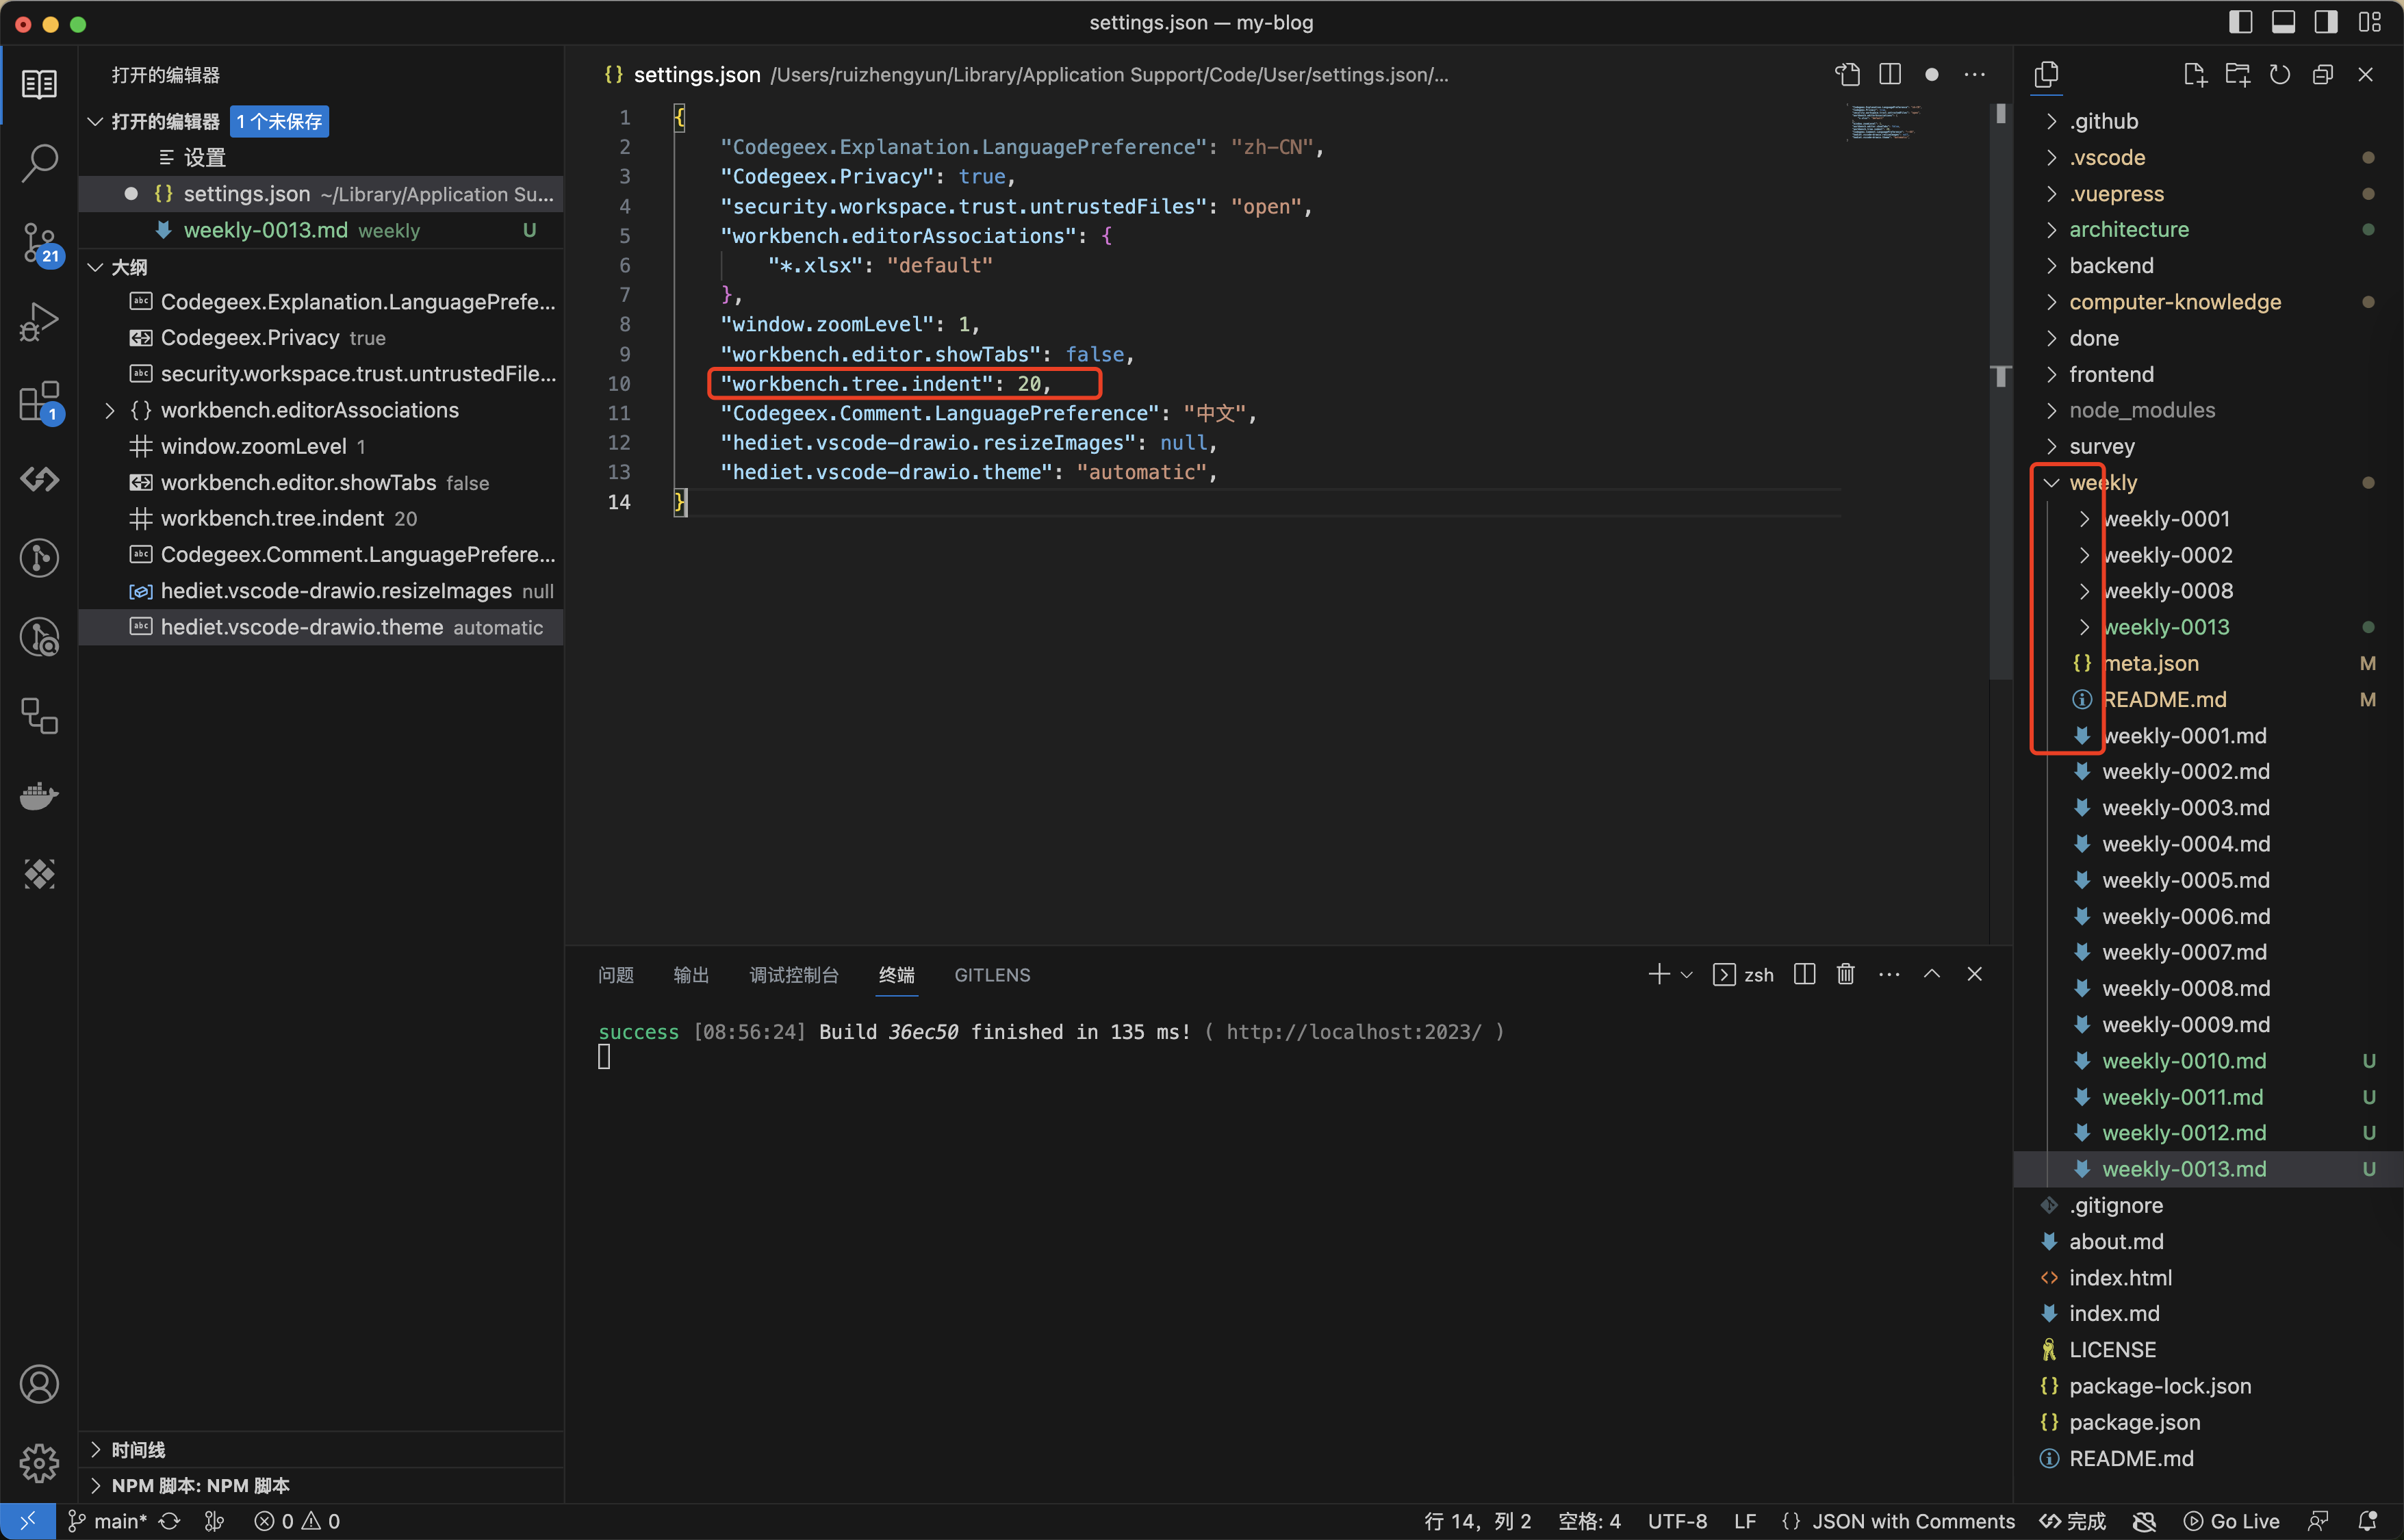 settings.json — my-blog
打开的编辑器
打开的编辑器 1 个未保存
设置
settings.json ~/Library/Application Su...
weekly-0013.md weekly U
大纲
Codegeex.Explanation.LanguagePrefe...
Codegeex.Privacy true
security.workspace.trust.untrustedFile...
workbench.editorAssociations
window.zoomLevel 1
workbench.editor.showTabs false
workbench.tree.indent 20
Codegeex.Comment.LanguagePrefere...
hediet.vscode-drawio.resizeImages null
hediet.vscode-drawio.theme automatic
时间线
NPM 脚本: NPM 脚本
21
1
{} settings.json /Users/ruizhengyun/Library/Application Support/Code/User/settings.json/...
1 {
2 "Codegeex.Explanation.LanguagePreference": "zh-CN",
3 "Codegeex.Privacy": true,
4 "security.workspace.trust.untrustedFiles": "open",
5 "workbench.editorAssociations": {
6 "*.xlsx": "default"
7 },
8 "window.zoomLevel": 1,
9 "workbench.editor.showTabs": false,
10 "workbench.tree.indent": 20,
11 "Codegeex.Comment.LanguagePreference": "中文",
12 "hediet.vscode-drawio.resizeImages": null,
13 "hediet.vscode-drawio.theme": "automatic",
14 }
问题 输出 调试控制台 终端 GITLENS
zsh
success [08:56:24] Build 36ec50 finished in 135 ms! ( http://localhost:2023/ )
.github
.vscode
.vuepress
architecture
backend
computer-knowledge
done
frontend
node_modules
survey
weekly
weekly-0001
weekly-0002
weekly-0008
weekly-0013
meta.json M
README.md M
weekly-0001.md
weekly-0002.md
weekly-0003.md
weekly-0004.md
weekly-0005.md
weekly-0006.md
weekly-0007.md
weekly-0008.md
weekly-0009.md
weekly-0010.md U
weekly-0011.md U
weekly-0012.md U
weekly-0013.md U
.gitignore
about.md
index.html
index.md
LICENSE
package-lock.json
package.json
README.md
main* 0 0 行 14，列 2 空格: 4 UTF-8 LF {} JSON with Comments 完成 Go Live